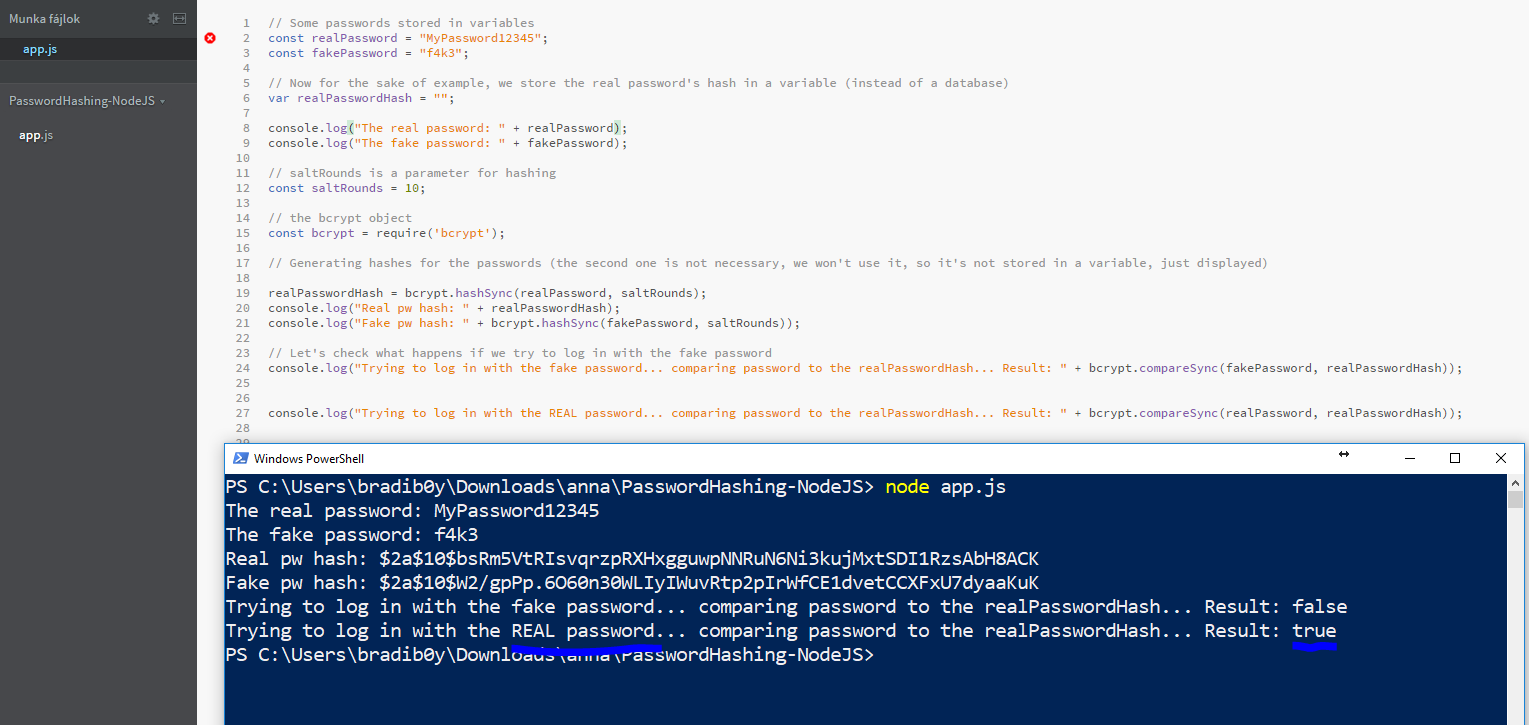 Munka fájlok
app.js
PasswordHashing-NodeJS
app.js
1 // Some passwords stored in variables
2 const realPassword = "MyPassword12345";
3 const fakePassword = "f4k3";
4
5 // Now for the sake of example, we store the real password's hash in a variable (instead of a database)
6 var realPasswordHash = "";
7
8 console.log("The real password: " + realPassword);
9 console.log("The fake password: " + fakePassword);
10
11 // saltRounds is a parameter for hashing
12 const saltRounds = 10;
13
14 // the bcrypt object
15 const bcrypt = require('bcrypt');
16
17 // Generating hashes for the passwords (the second one is not necessary, we won't use it, so it's not stored in a variable, just displayed)
18
19 realPasswordHash = bcrypt.hashSync(realPassword, saltRounds);
20 console.log("Real pw hash: " + realPasswordHash);
21 console.log("Fake pw hash: " + bcrypt.hashSync(fakePassword, saltRounds));
22
23 // Let's check what happens if we try to log in with the fake password
24 console.log("Trying to log in with the fake password... comparing password to the realPasswordHash... Result: " + bcrypt.compareSync(fakePassword, realPasswordHash));
25
26
27 console.log("Trying to log in with the REAL password... comparing password to the realPasswordHash... Result: " + bcrypt.compareSync(realPassword, realPasswordHash));
28
29
Windows PowerShell
PS C:\Users\bradib0y\Downloads\anna\PasswordHashing-NodeJS> node app.js
The real password: MyPassword12345
The fake password: f4k3
Real pw hash: $2a$10$bsRm5VtRIsvqrzpRXHxgguwpNNRuN6Ni3kujMxtSDI1RzsAbH8ACK
Fake pw hash: $2a$10$W2/gpPp.6O60n30WLIyIWuvRtp2pIrWfCE1dvetCCXFxU7dyaaKuK
Trying to log in with the fake password... comparing password to the realPasswordHash... Result: false
Trying to log in with the REAL password... comparing password to the realPasswordHash... Result: true
PS C:\Users\bradib0y\Downloads\anna\PasswordHashing-NodeJS>